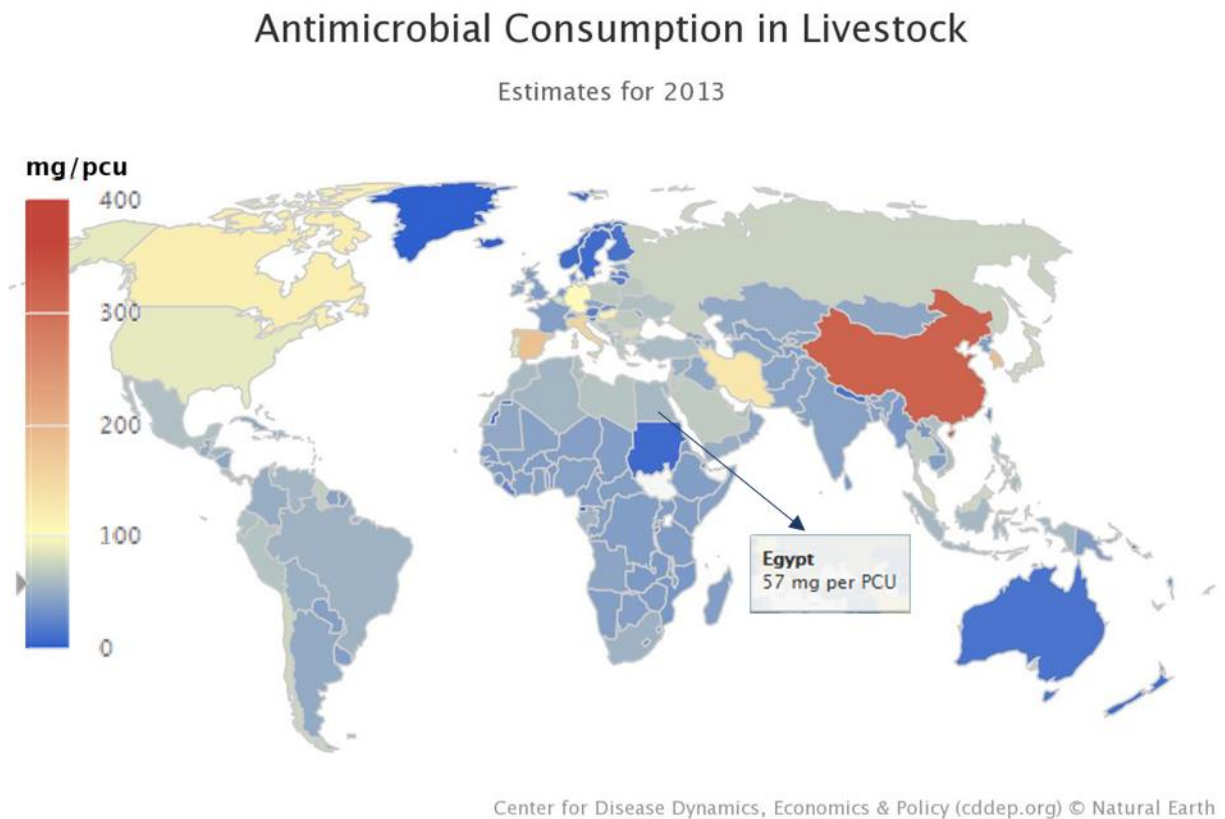 Antimicrobial Consumption in Livestock
Estimates for 2013
mg/pcu
400
300
200
100
0
Egypt
57 mg per PCU
Center for Disease Dynamics, Economics & Policy (cddep.org) © Natural Earth